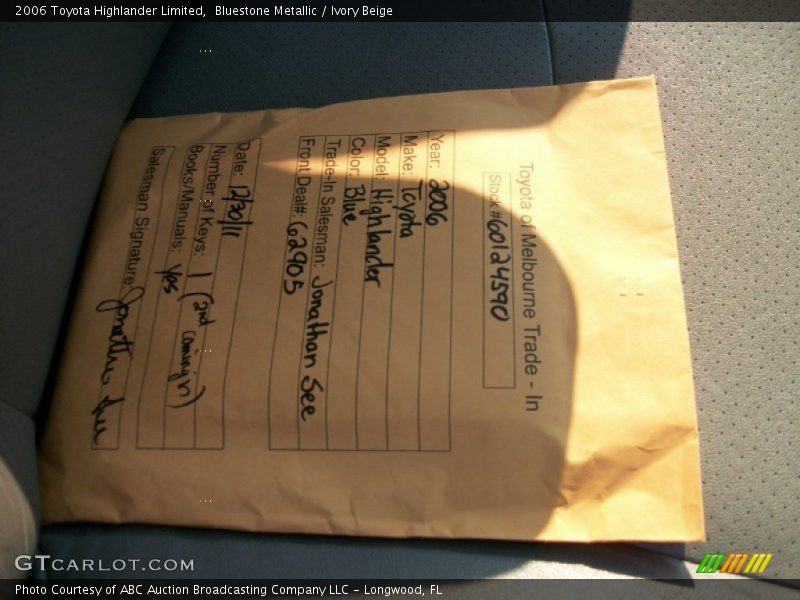 2006 Toyota Highlander Limited, Bluestone Metallic / Ivory Beige
Toyota of Melbourne Trade - In
Stock# 60124590
Year: 2006
Make: Toyota
Model: Highlander
Color: Blue
Trade-In Salesman: Jonathan See
Front Deal#: 62905
Date: 12/30/11
Number of Keys: 1 (2nd coming in)
Books/Manuals: yes
Salesman Signature: Jonathan See
GTCARLOT.COM
Photo Courtesy of ABC Auction Broadcasting Company LLC - Longwood, FL